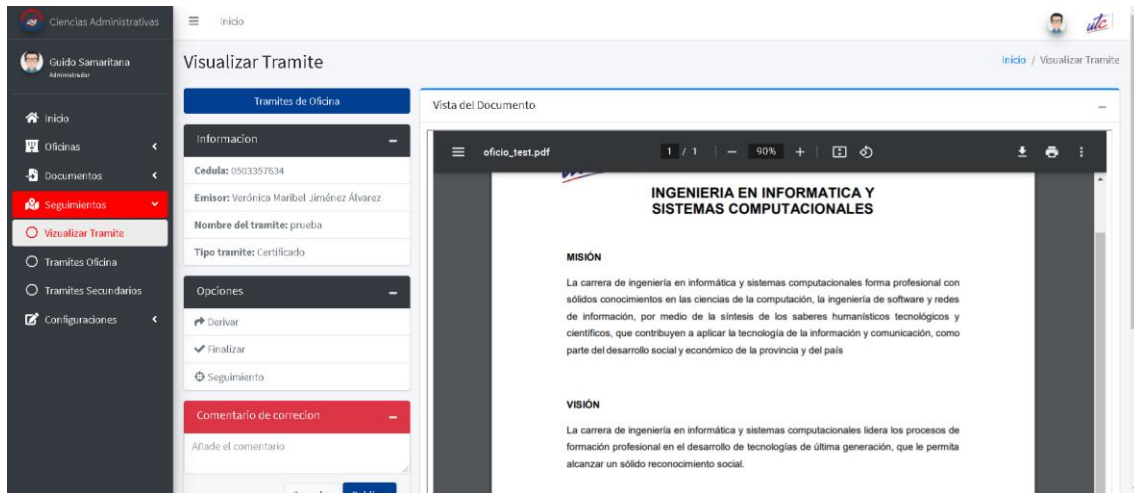 Ciencias Administrativas
Inicio
utc
Guido Samaritana
Administrador
Inicio
Oficinas
Documentos
Seguimientos
Vizualizar Tramite
Tramites Oficina
Tramites Secundarios
Configuraciones
Visualizar Tramite
Inicio / Visualizar Tramite
Tramites de Oficina
Informacion
Cedula: 0503357634
Emisor: Verónica Maribel Jiménez Álvarez
Nombre del tramite: prueba
Tipo tramite: Certificado
Opciones
Derivar
Finalizar
Seguimiento
Comentario de correcion
Añade el comentario
Vista del Documento
oficio_test.pdf
1 / 1
90%
INGENIERIA EN INFORMATICA Y
SISTEMAS COMPUTACIONALES
MISIÓN
La carrera de ingeniería en informática y sistemas computacionales forma profesional con
sólidos conocimientos en las ciencias de la computación, la ingeniería de software y redes
de información, por medio de la síntesis de los saberes humanísticos tecnológicos y
científicos, que contribuyen a aplicar la tecnología de la información y comunicación, como
parte del desarrollo social y económico de la provincia y del país
VISIÓN
La carrera de ingeniería en informática y sistemas computacionales lidera los procesos de
formación profesional en el desarrollo de tecnologías de última generación, que le permita
alcanzar un sólido reconocimiento social.